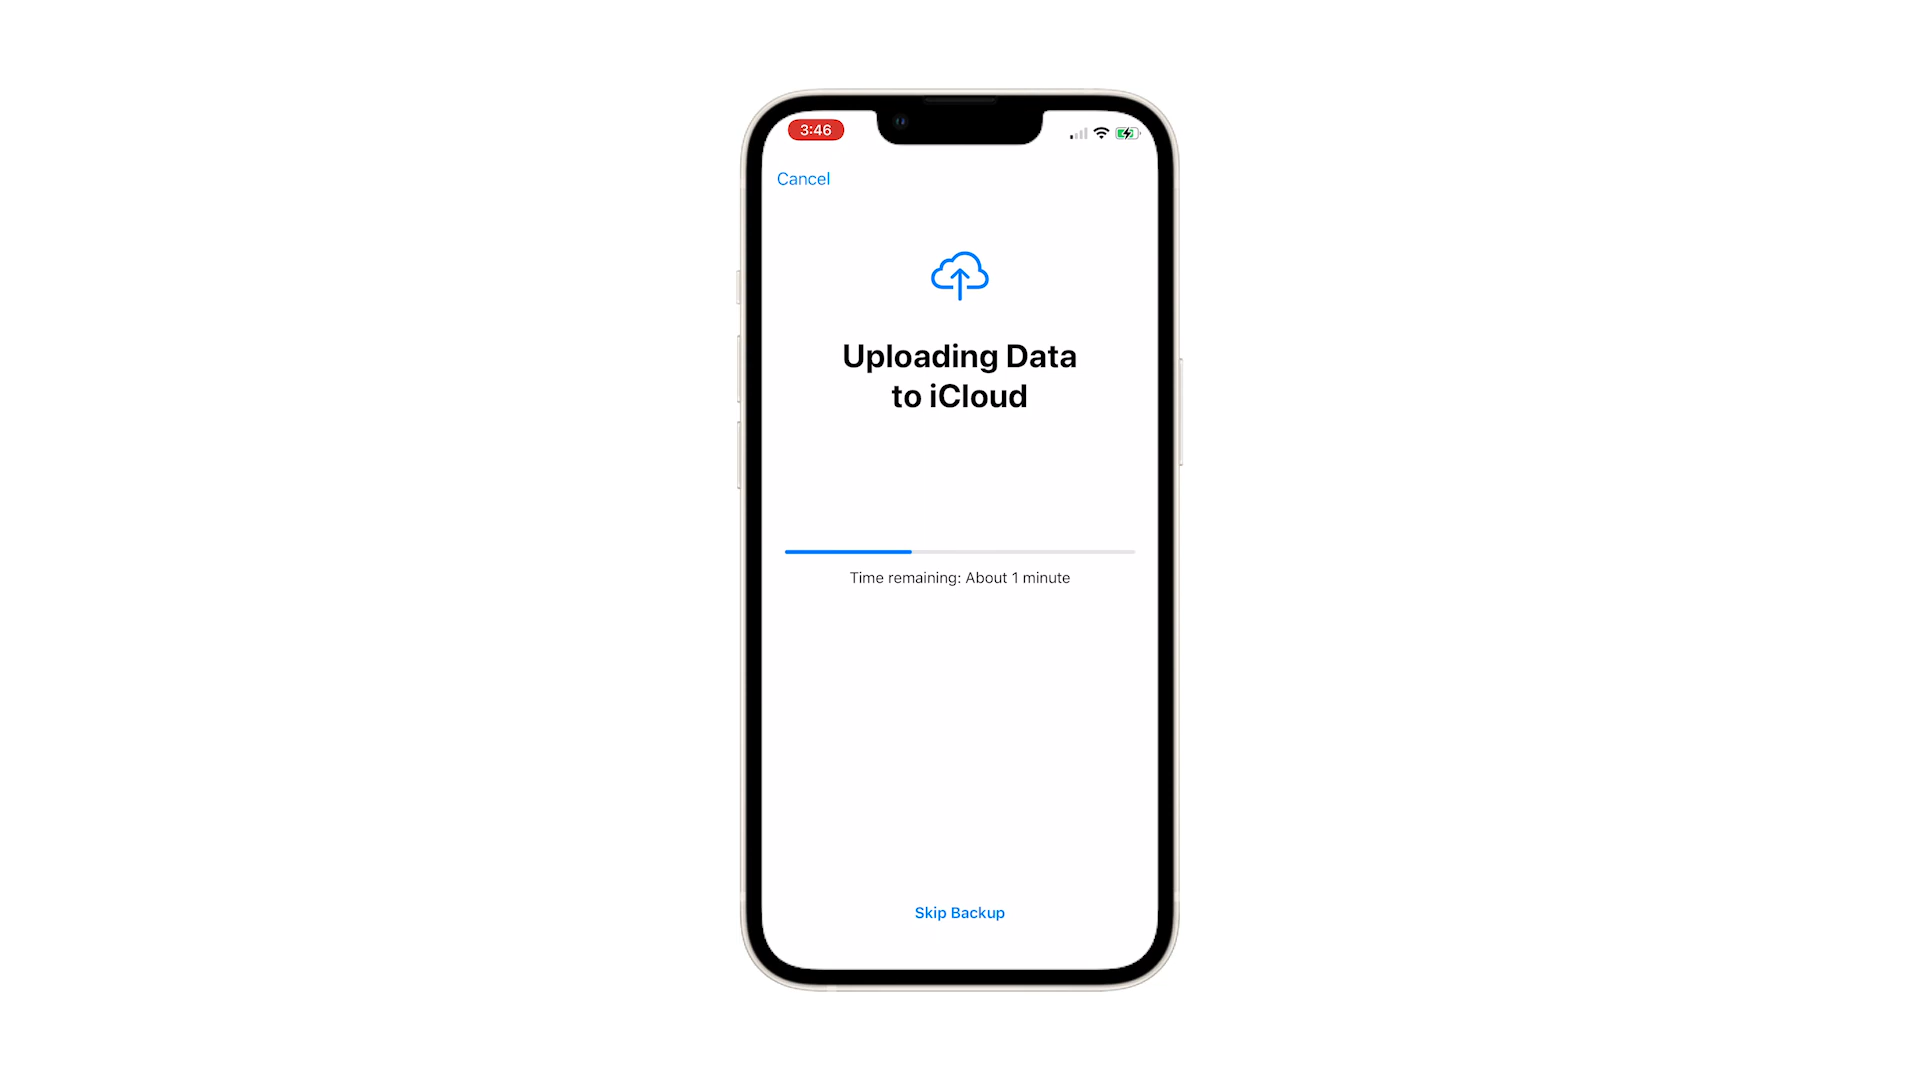 3:46
Cancel
Uploading Data
to iCloud
Time remaining: About 1 minute
Skip Backup